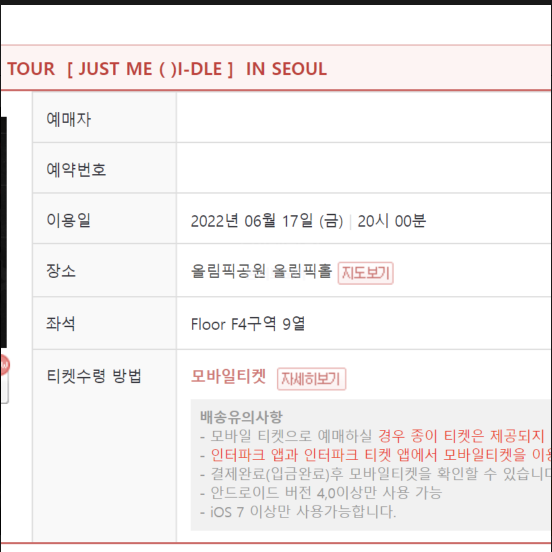 TOUR [ JUST ME ( )I-DLE ] IN SEOUL
예매자
예약번호
이용일 2022년 06월 17일 (금) | 20시 00분
장소 올림픽공원 올림픽홀 지도보기
좌석 Floor F4구역 9열
티켓수령 방법 모바일티켓 자세히보기
배송유의사항
- 모바일 티켓으로 예매하실 경우 종이 티켓은 제공되지
- 인터파크 앱과 인터파크 티켓 앱에서 모바일티켓을 이용
- 결제완료(입금완료)후 모바일티켓을 확인할 수 있습니다
- 안드로이드 버전 4,0이상만 사용 가능
- iOS 7 이상만 사용가능합니다.